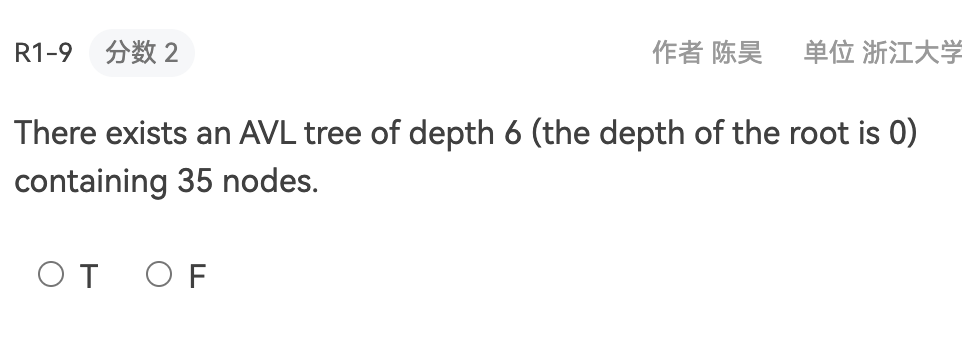 R1-9 分数 2 作者 陈昊 单位 浙江大学
There exists an AVL tree of depth 6 (the depth of the root is 0)
containing 35 nodes.
T F